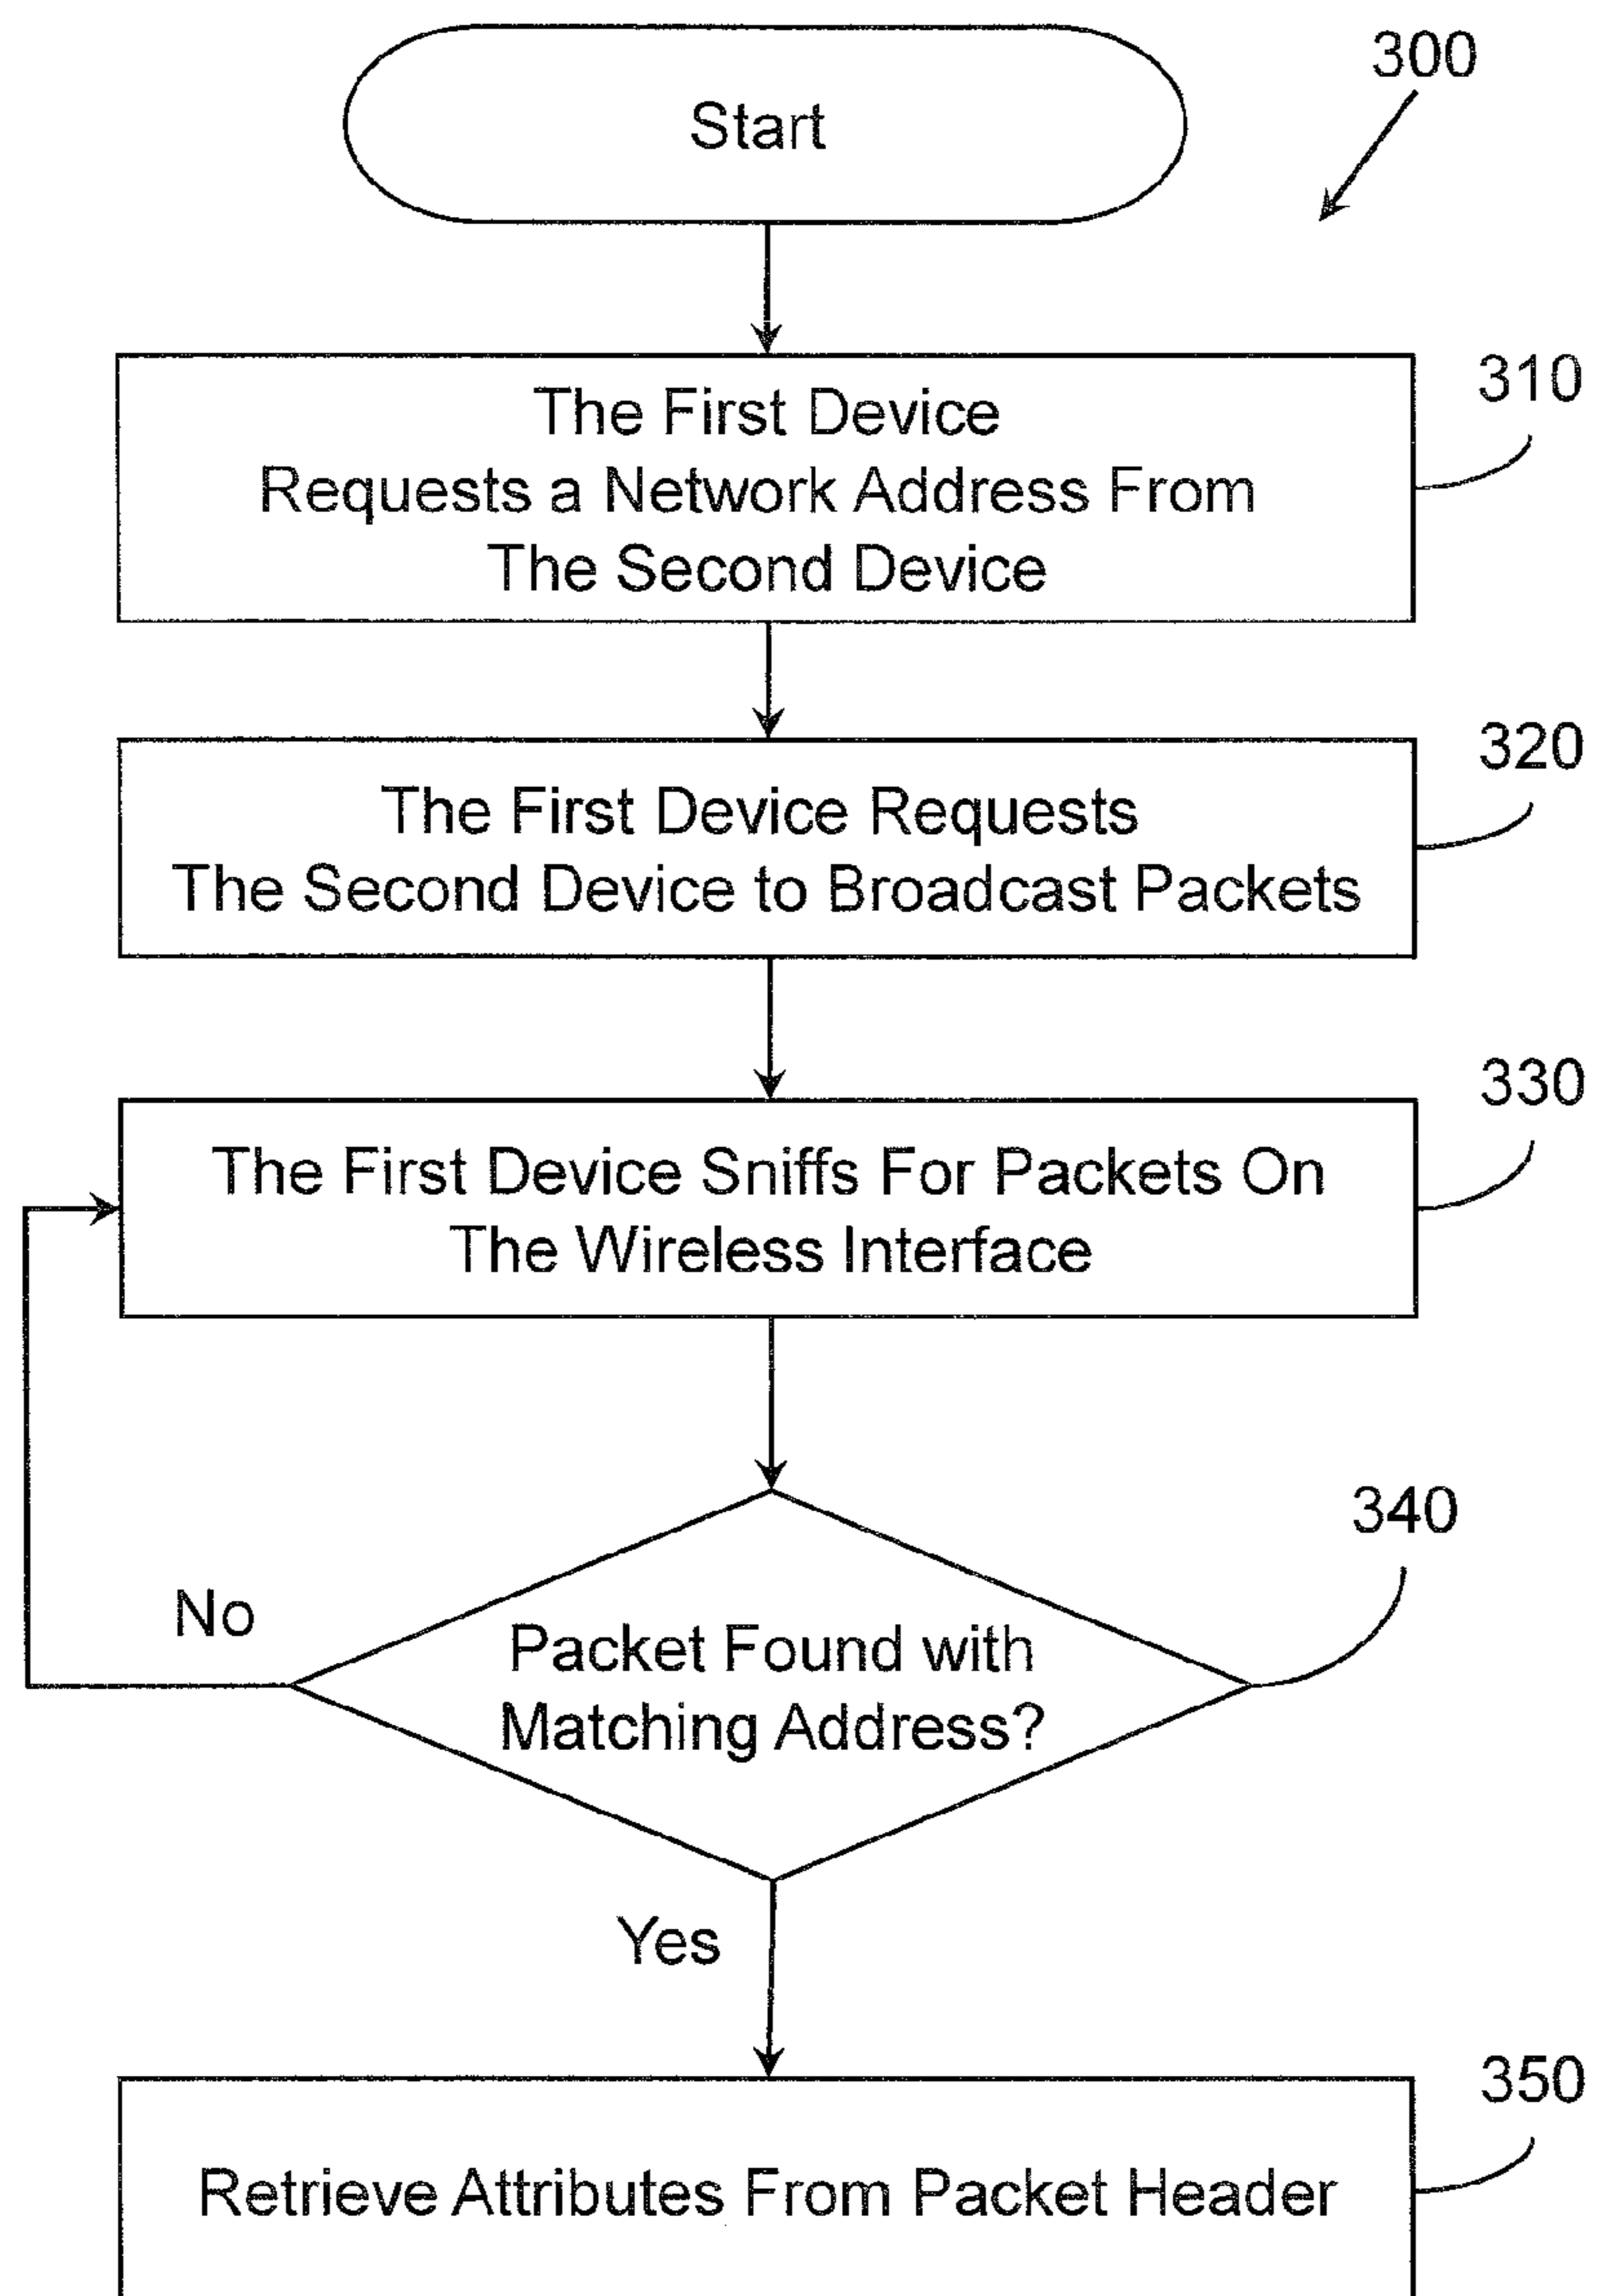 300
Start
310
The First Device
Requests a Network Address From
The Second Device
320
The First Device Requests
The Second Device to Broadcast Packets
330
The First Device Sniffs For Packets On
The Wireless Interface
340
No
Packet Found with
Matching Address?
Yes
350
Retrieve Attributes From Packet Header